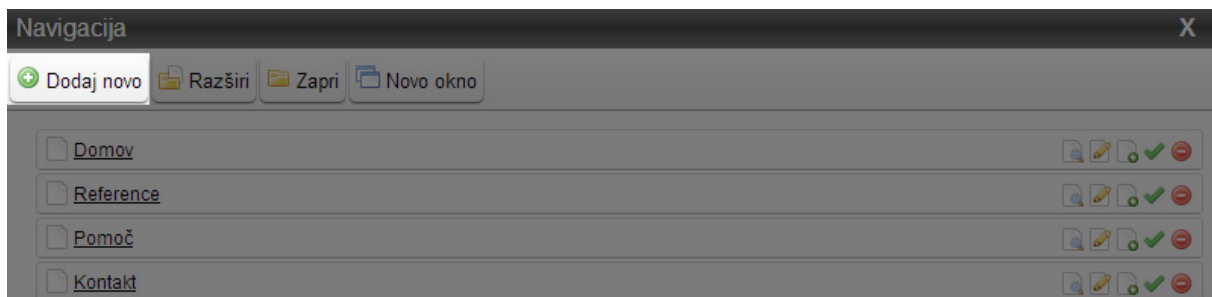 Navigacija X
Dodaj novo Razširi Zapri Novo okno
Domov
Reference
Pomoč
Kontakt